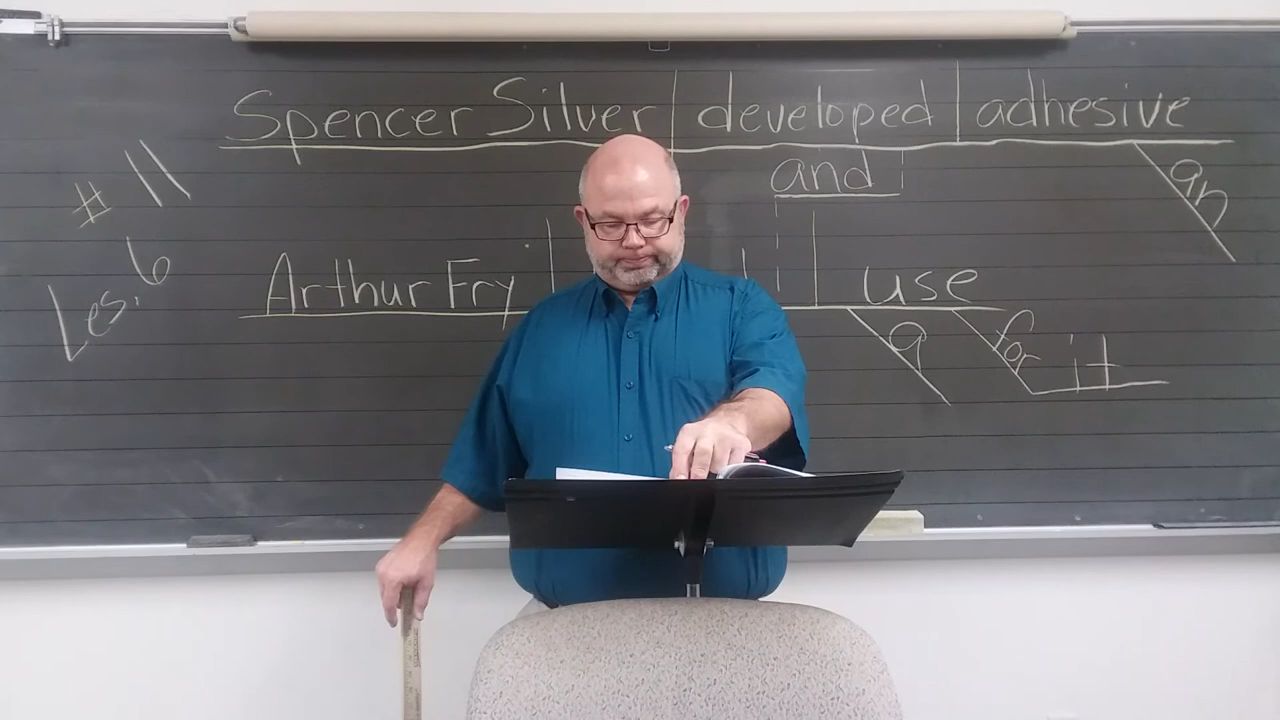 Spencer Silver developed adhesive
an
and
# 11
Arthur Fry use
a for it
Les. 6